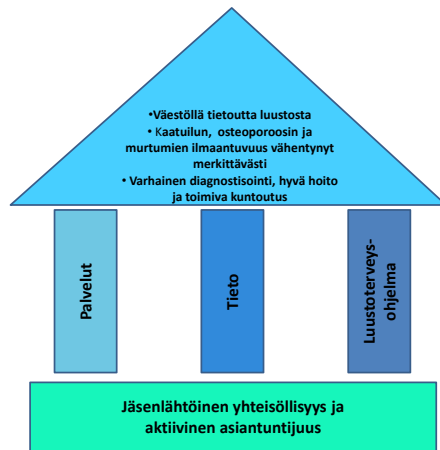 •Väestöllä tietoutta luustosta
• Kaatuilun, osteoporoosin ja
murtumien ilmaantuvuus vähentynyt
merkittävästi
• Varhainen diagnostisointi, hyvä hoito
ja toimiva kuntoutus
Palvelut
Tieto
Luustoterveys-
ohjelma
Jäsenlähtöinen yhteisöllisyys ja
aktiivinen asiantuntijuus